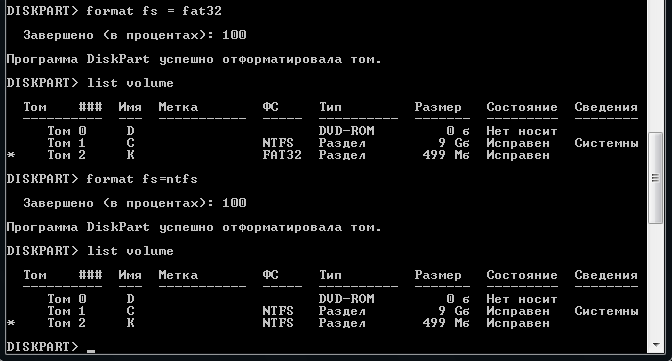 DISKPART> format fs = fat32
Завершено (в процентах): 100
Программа DiskPart успешно отформатировала том.
DISKPART> list volume
Том ### Имя Метка ФС Тип Размер Состояние Сведения
---------- --- ----------- ----- ---------- ------- --------- --------
Том 0 D DVD-ROM 0 б Нет носит
Том 1 C NTFS Раздел 9 Gб Исправен Системны
* Том 2 K FAT32 Раздел 499 Mб Исправен
DISKPART> format fs=ntfs
Завершено (в процентах): 100
Программа DiskPart успешно отформатировала том.
DISKPART> list volume
Том ### Имя Метка ФС Тип Размер Состояние Сведения
---------- --- ----------- ----- ---------- ------- --------- --------
Том 0 D DVD-ROM 0 б Нет носит
Том 1 C NTFS Раздел 9 Gб Исправен Системны
* Том 2 K NTFS Раздел 499 Mб Исправен
DISKPART> _